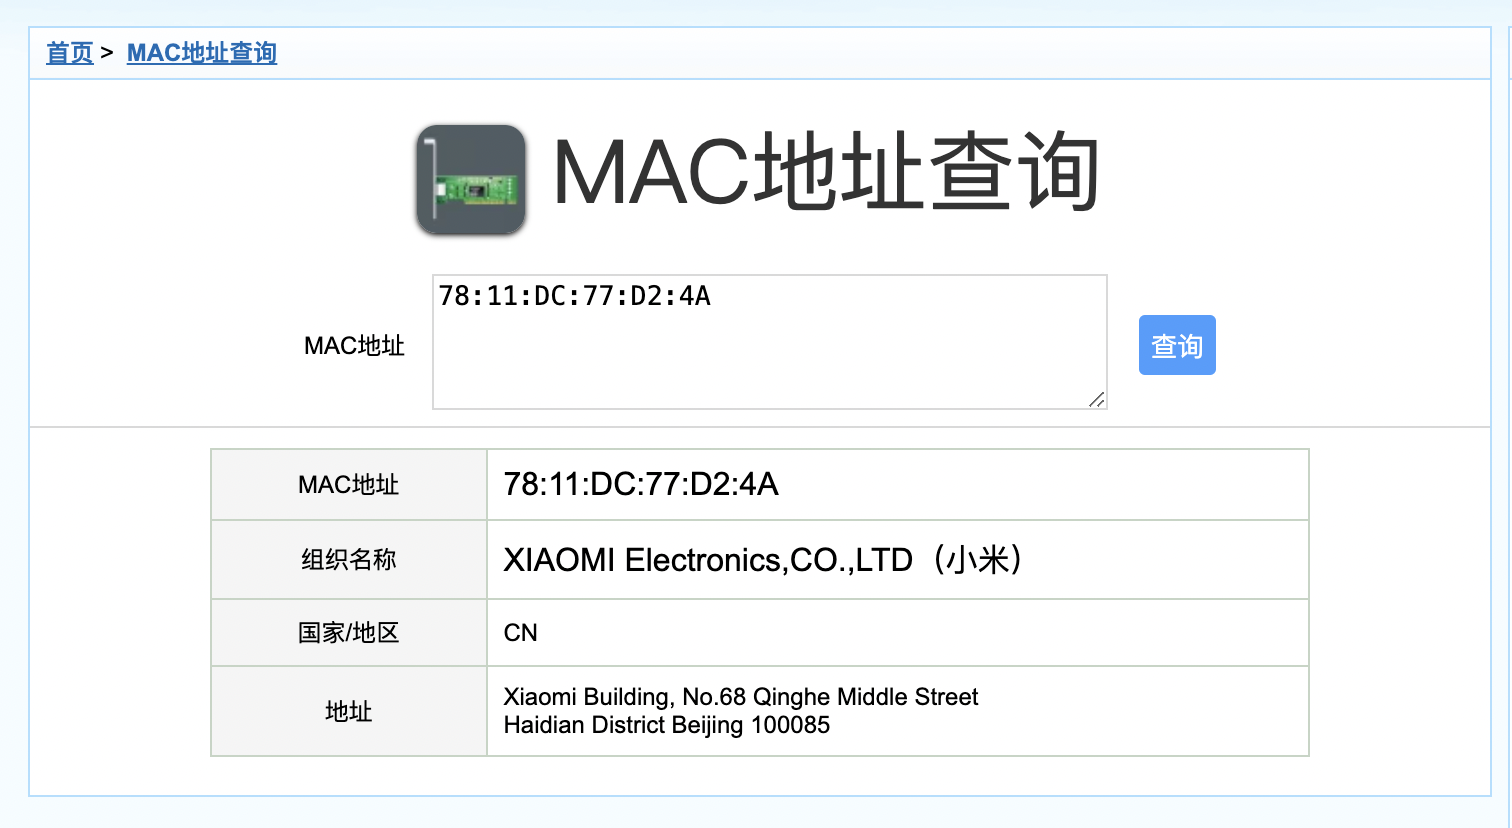 首页 > MAC地址查询
MAC地址查询
78:11:DC:77:D2:4A
MAC地址
查询
MAC地址 78:11:DC:77:D2:4A
组织名称 XIAOMI Electronics,CO.,LTD（小米）
国家/地区 CN
地址 Xiaomi Building, No.68 Qinghe Middle Street
Haidian District Beijing 100085